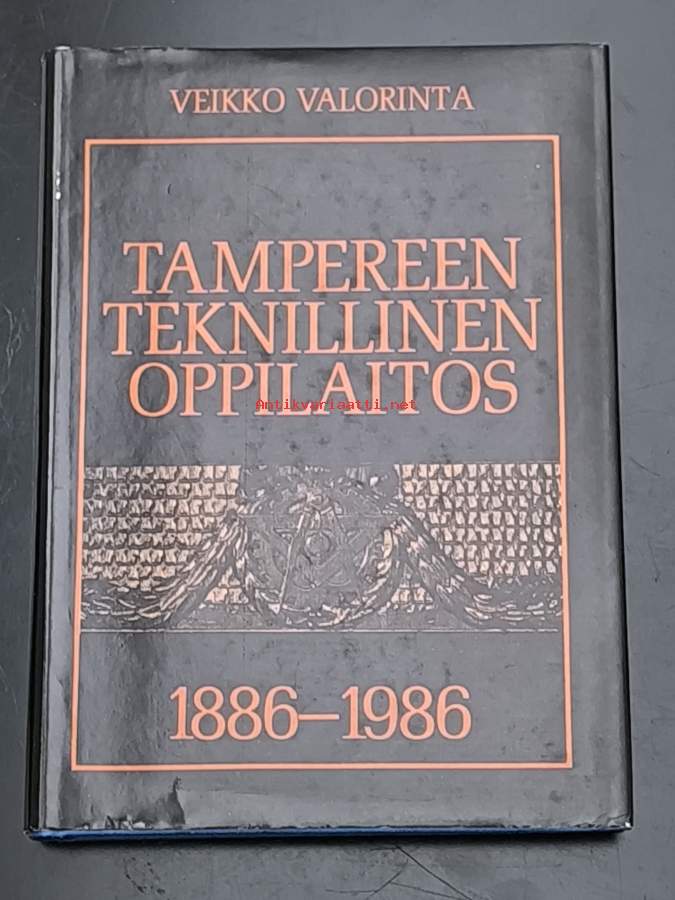 VEIKKO VALORINTA
TAMPEREEN
TEKNILLINEN
OPPILAITOS
Antikvariaatti.net
1886–1986